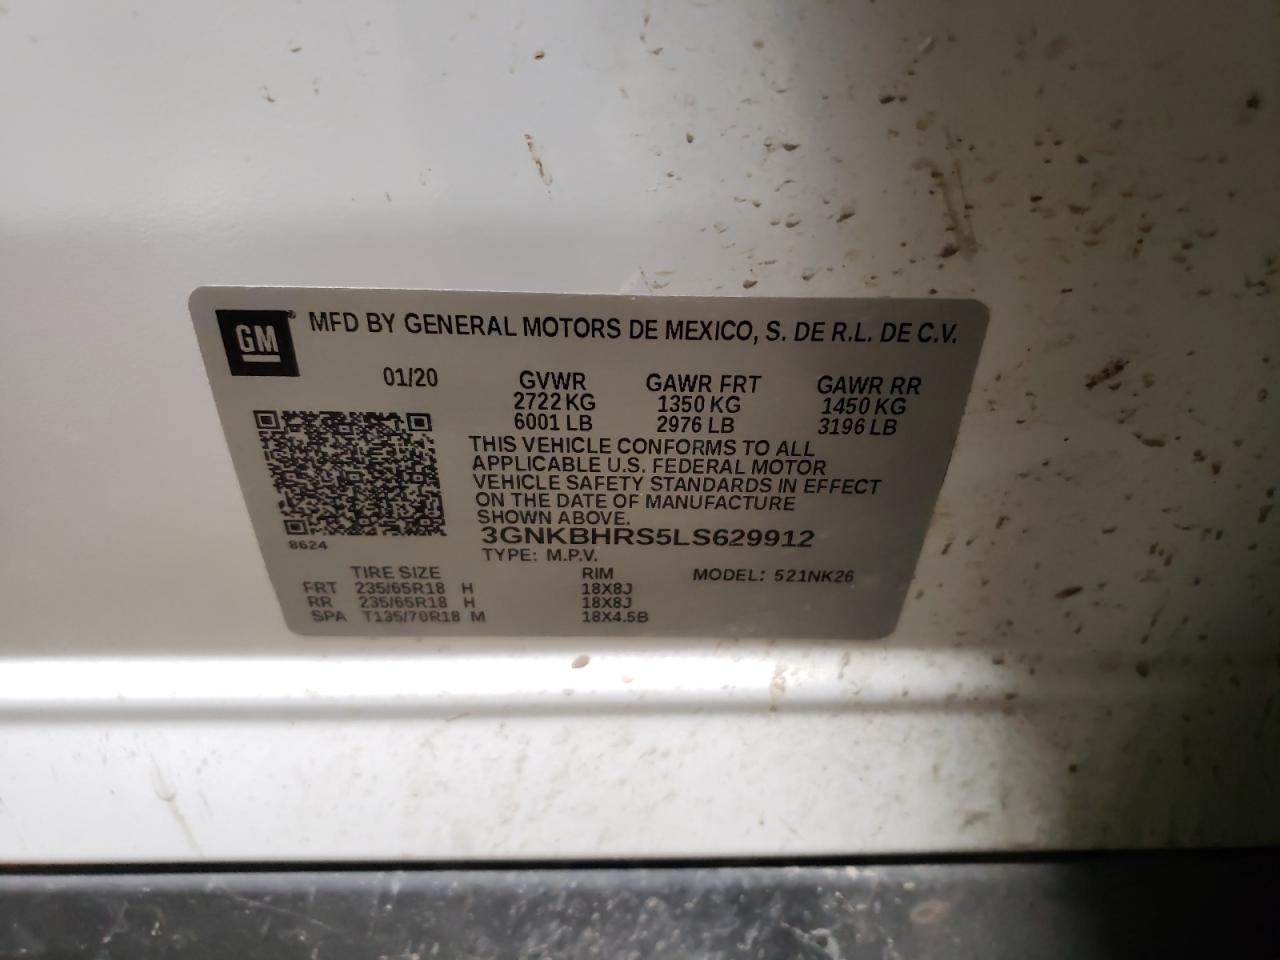 GM® MFD BY GENERAL MOTORS DE MEXICO, S. DE R.L. DE C.V.
01/20 GVWR GAWR FRT GAWR RR
2722 KG 1350 KG 1450 KG
6001 LB 2976 LB 3196 LB
THIS VEHICLE CONFORMS TO ALL
APPLICABLE U.S. FEDERAL MOTOR
VEHICLE SAFETY STANDARDS IN EFFECT
ON THE DATE OF MANUFACTURE
SHOWN ABOVE.
3GNKBHRS5LS629912
8624 TYPE: M.P.V.
TIRE SIZE RIM MODEL: 521NK26
FRT 235/65R18 H 18X8J
RR 235/65R18 H 18X8J
SPA T135/70R18 M 18X4.5B